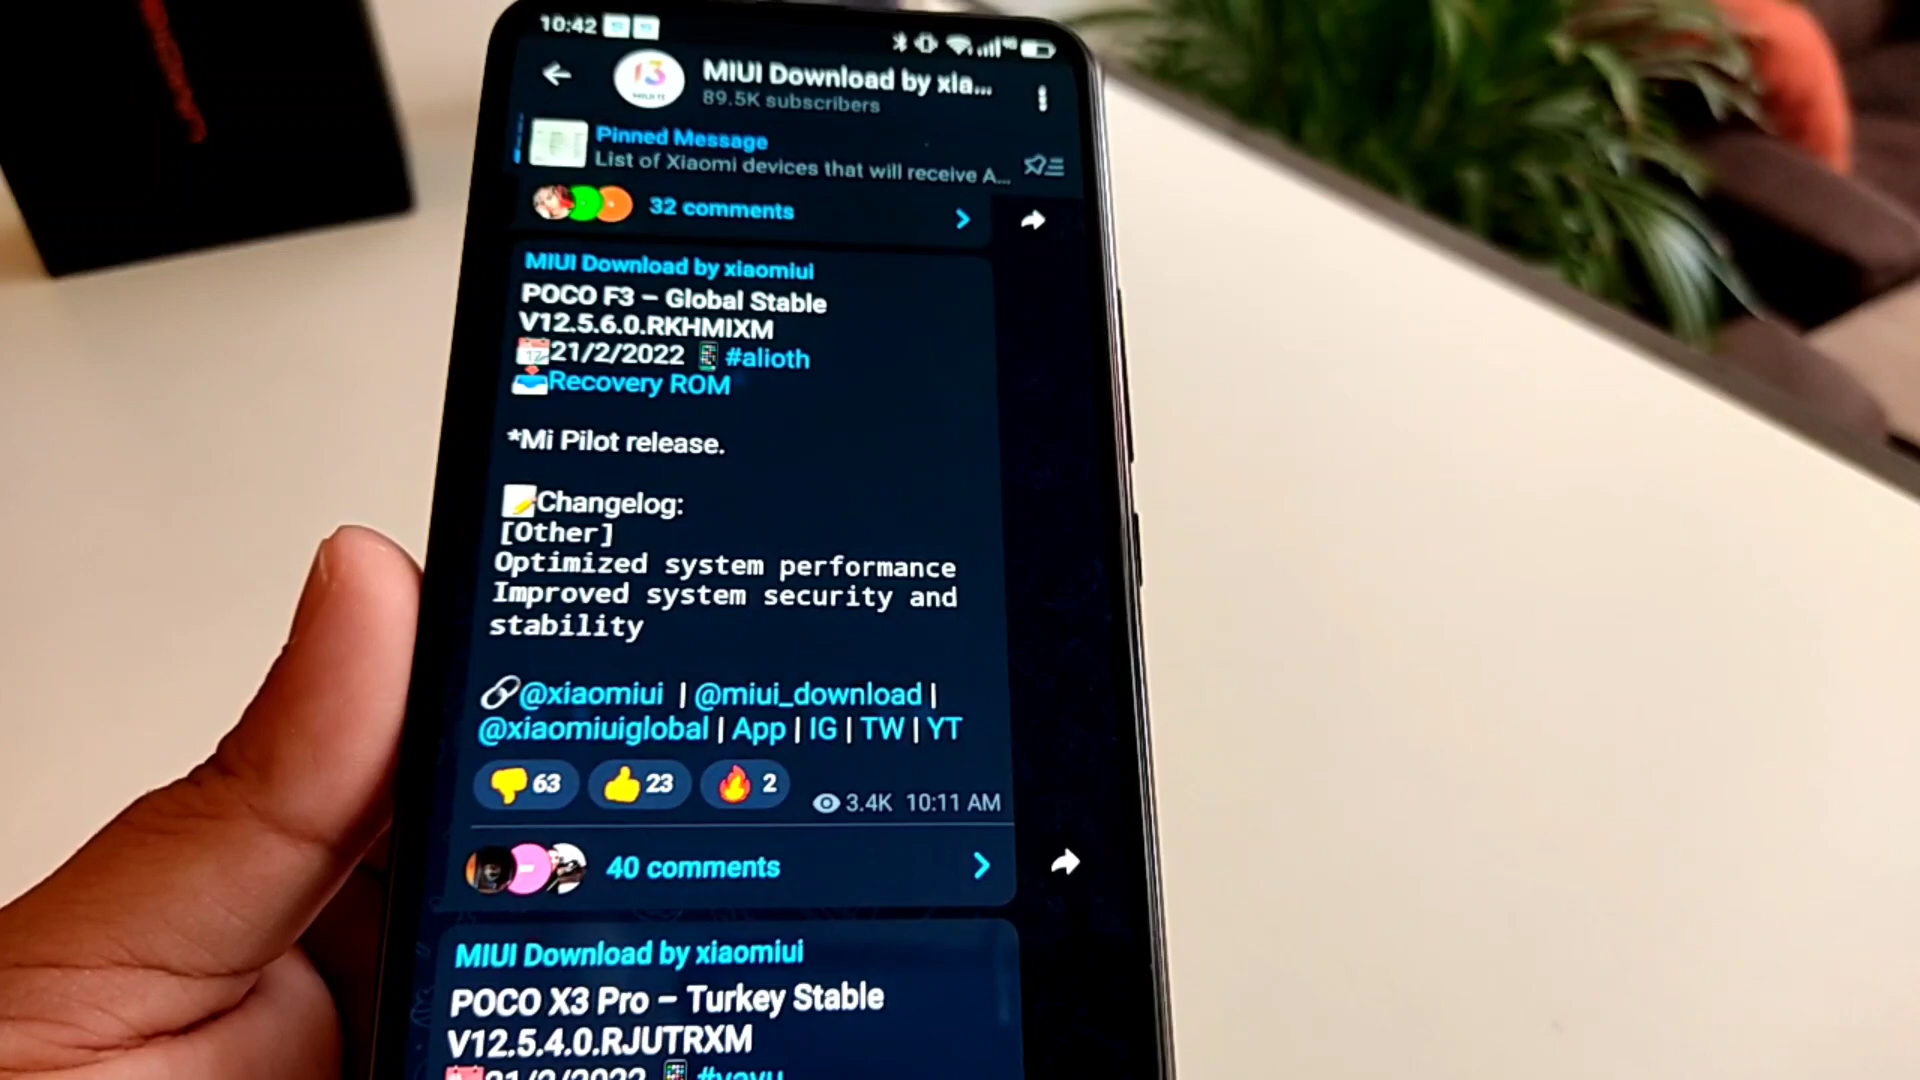 10:42
MIUI Download by xia...
89.5K subscribers
Pinned Message
List of Xiaomi devices that will receive A...
32 comments
MIUI Download by xiaomiui
POCO F3 – Global Stable
V12.5.6.0.RKHMIXM
21/2/2022 #alioth
Recovery ROM
*Mi Pilot release.
Changelog:
[Other]
Optimized system performance
Improved system security and
stability
@xiaomiui | @miui_download |
@xiaomiuiglobal | App | IG | TW | YT
63 23 2
3.4K 10:11 AM
40 comments
MIUI Download by xiaomiui
POCO X3 Pro – Turkey Stable
V12.5.4.0.RJUTRXM
21/2/2022 #vayu